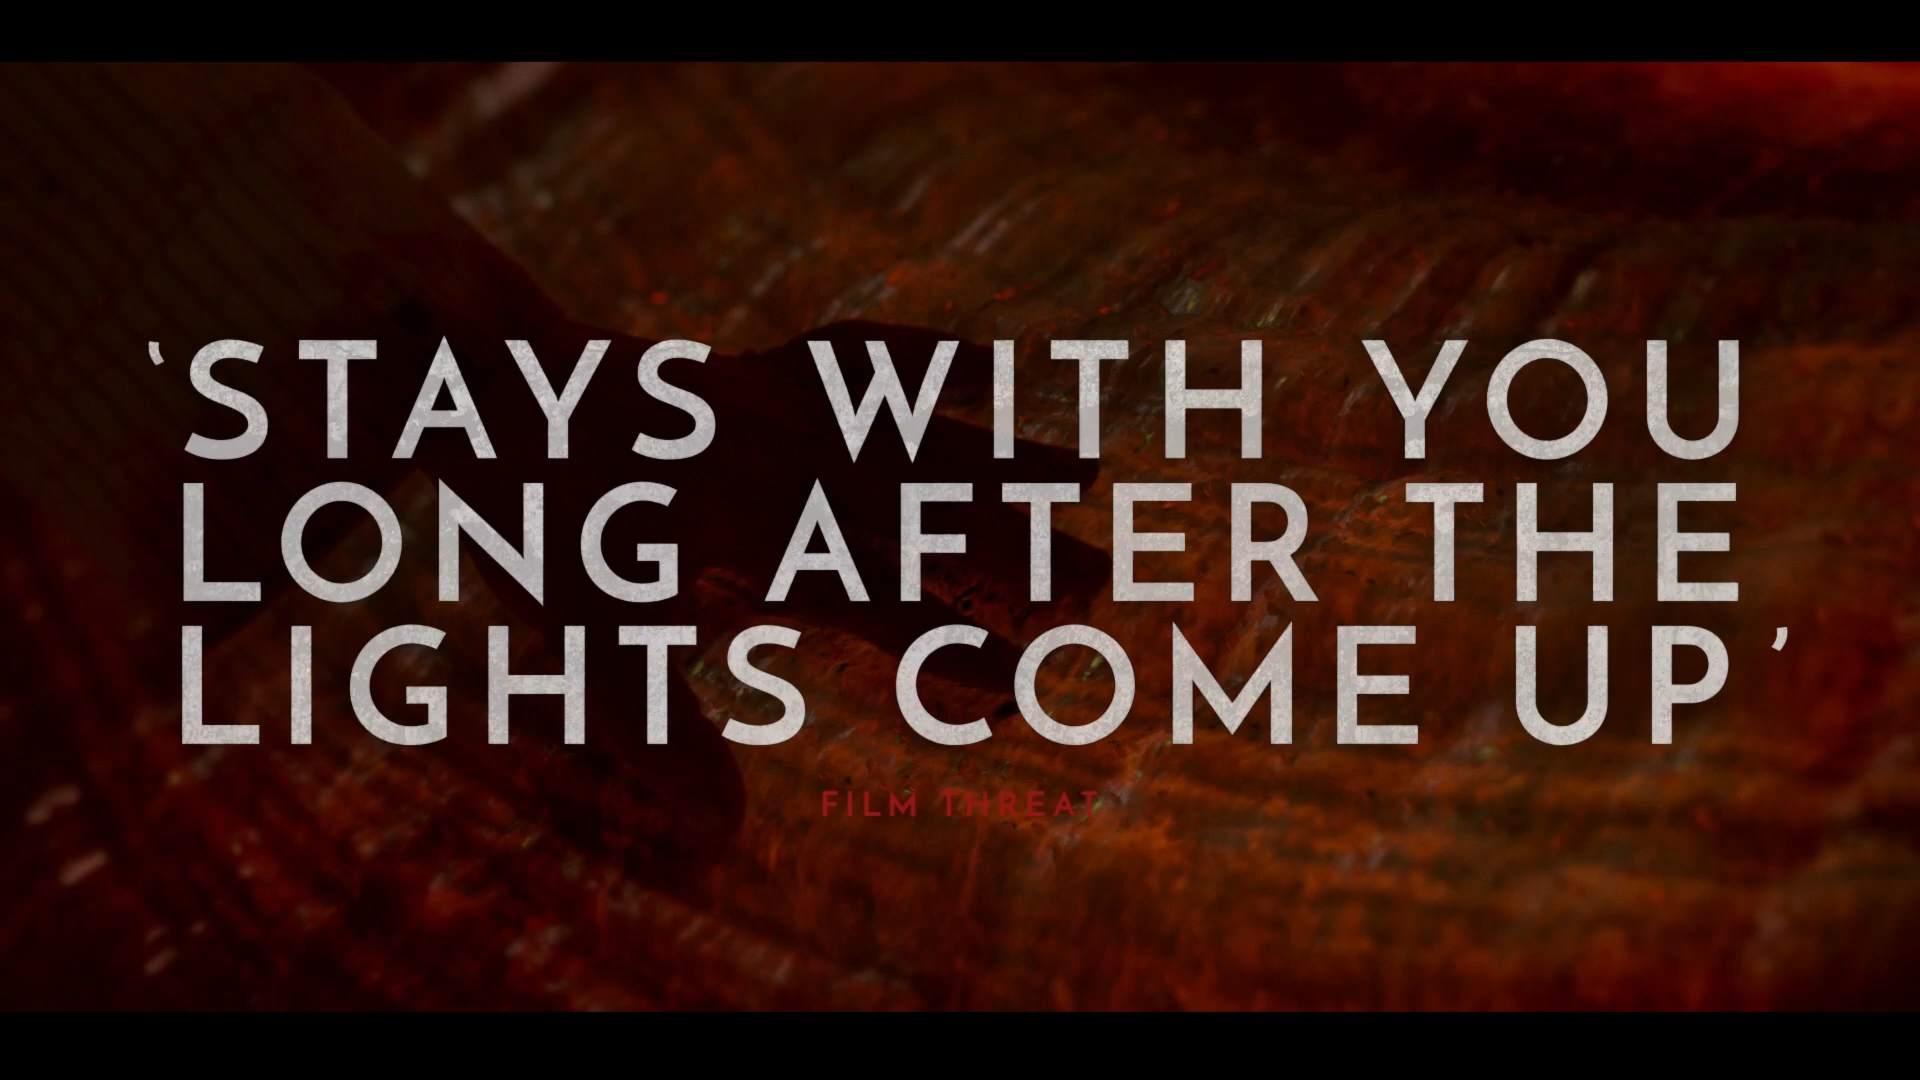 ‘STAYS WITH YOU
LONG AFTER THE
LIGHTS COME UP’
FILM THREAT